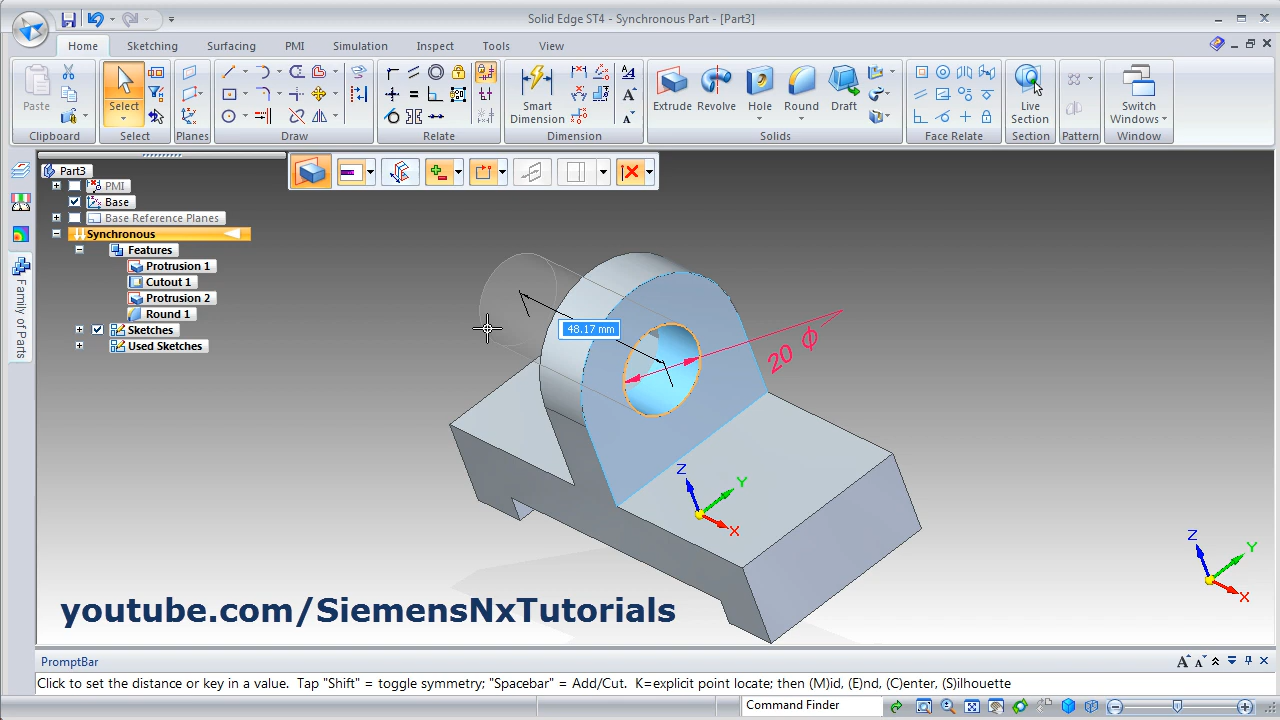 Solid Edge ST4 - Synchronous Part - [Part3]
Home Sketching Surfacing PMI Simulation Inspect Tools View
Paste Select Smart Dimension Extrude Revolve Hole Round Draft Live Section Switch Windows
Clipboard Select Planes Draw Relate Dimension Solids Face Relate Section Pattern Window
Part3
PMI
Base
Base Reference Planes
Synchronous
Features
Protrusion 1
Cutout 1
Protrusion 2
Round 1
Sketches
Used Sketches
Family of Parts
48.17 mm
20 ϕ
Z
Y
X
Z
Y
X
youtube.com/SiemensNxTutorials
PromptBar
Click to set the distance or key in a value. Tap "Shift" = toggle symmetry; "Spacebar" = Add/Cut. K=explicit point locate; then (M)id, (E)nd, (C)enter, (S)ilhouette
Command Finder